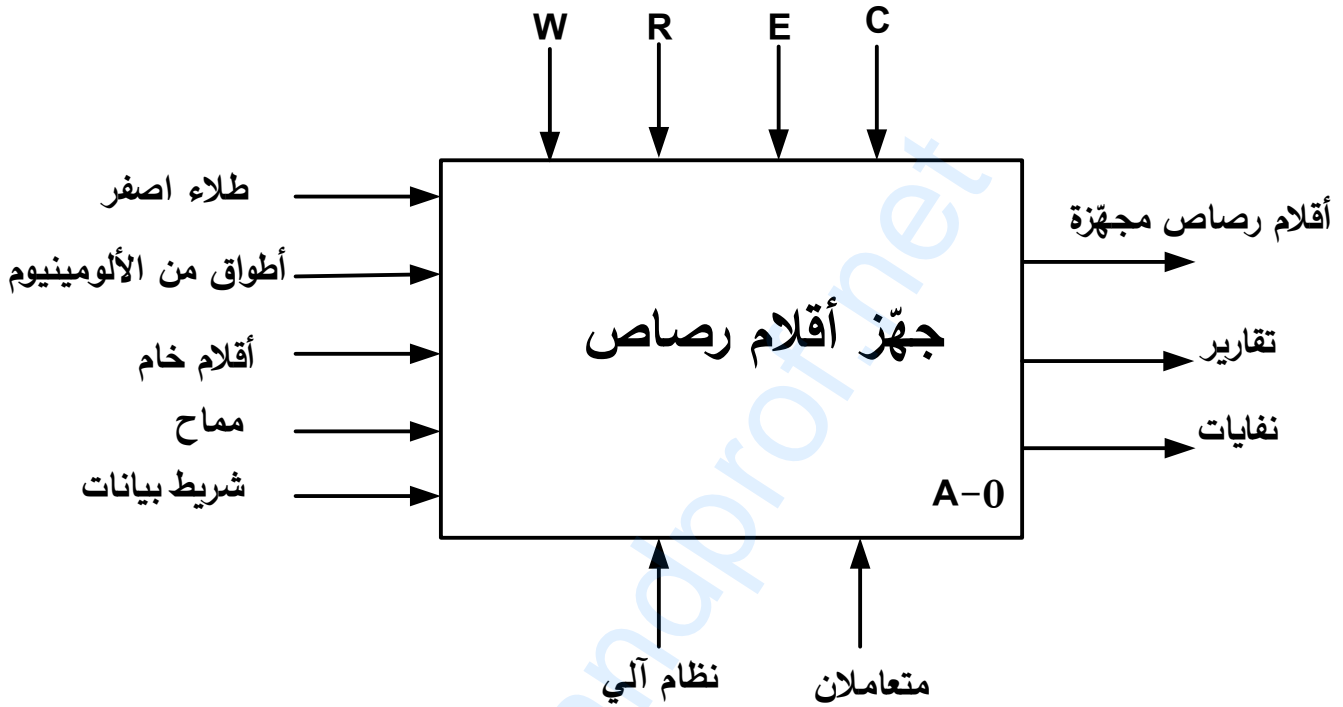 W R E C
طلاء اصفر
أطواق من الألومينيوم
أقلام خام
مماح
شريط بيانات
جهّز أقلام رصاص
A-0
أقلام رصاص مجهّزة
تقارير
نفايات
نظام آلي
متعاملان